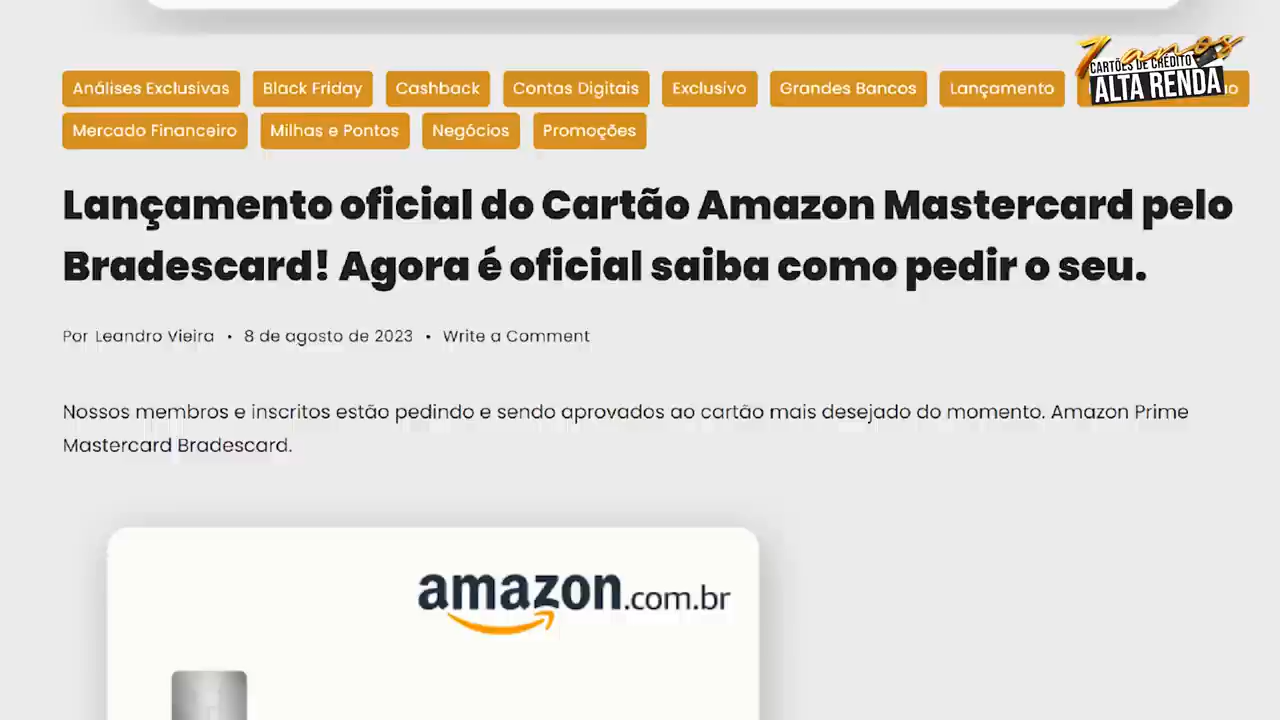 7 anos
CARTÕES DE CRÉDITO
ALTA RENDA
Análises Exclusivas Black Friday Cashback Contas Digitais Exclusivo Grandes Bancos Lançamento
Mercado Financeiro Milhas e Pontos Negócios Promoções
Lançamento oficial do Cartão Amazon Mastercard pelo
Bradescard! Agora é oficial saiba como pedir o seu.
Por Leandro Vieira • 8 de agosto de 2023 • Write a Comment
Nossos membros e inscritos estão pedindo e sendo aprovados ao cartão mais desejado do momento. Amazon Prime
Mastercard Bradescard.
amazon.com.br